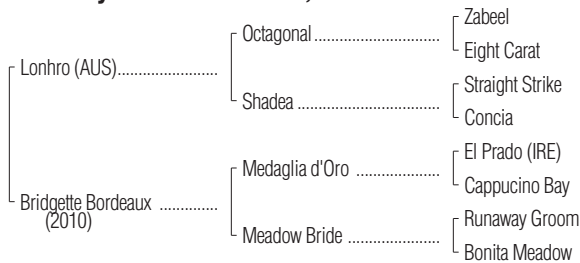 Zabeel
Octagonal ..................................
Eight Carat
Lonhro (AUS)...........................
Straight Strike
Shadea .......................................
Concia
El Prado (IRE)
Medaglia d'Oro ......................
Cappucino Bay
Bridgette Bordeaux ................
(2010)
Runaway Groom
Meadow Bride .........................
Bonita Meadow